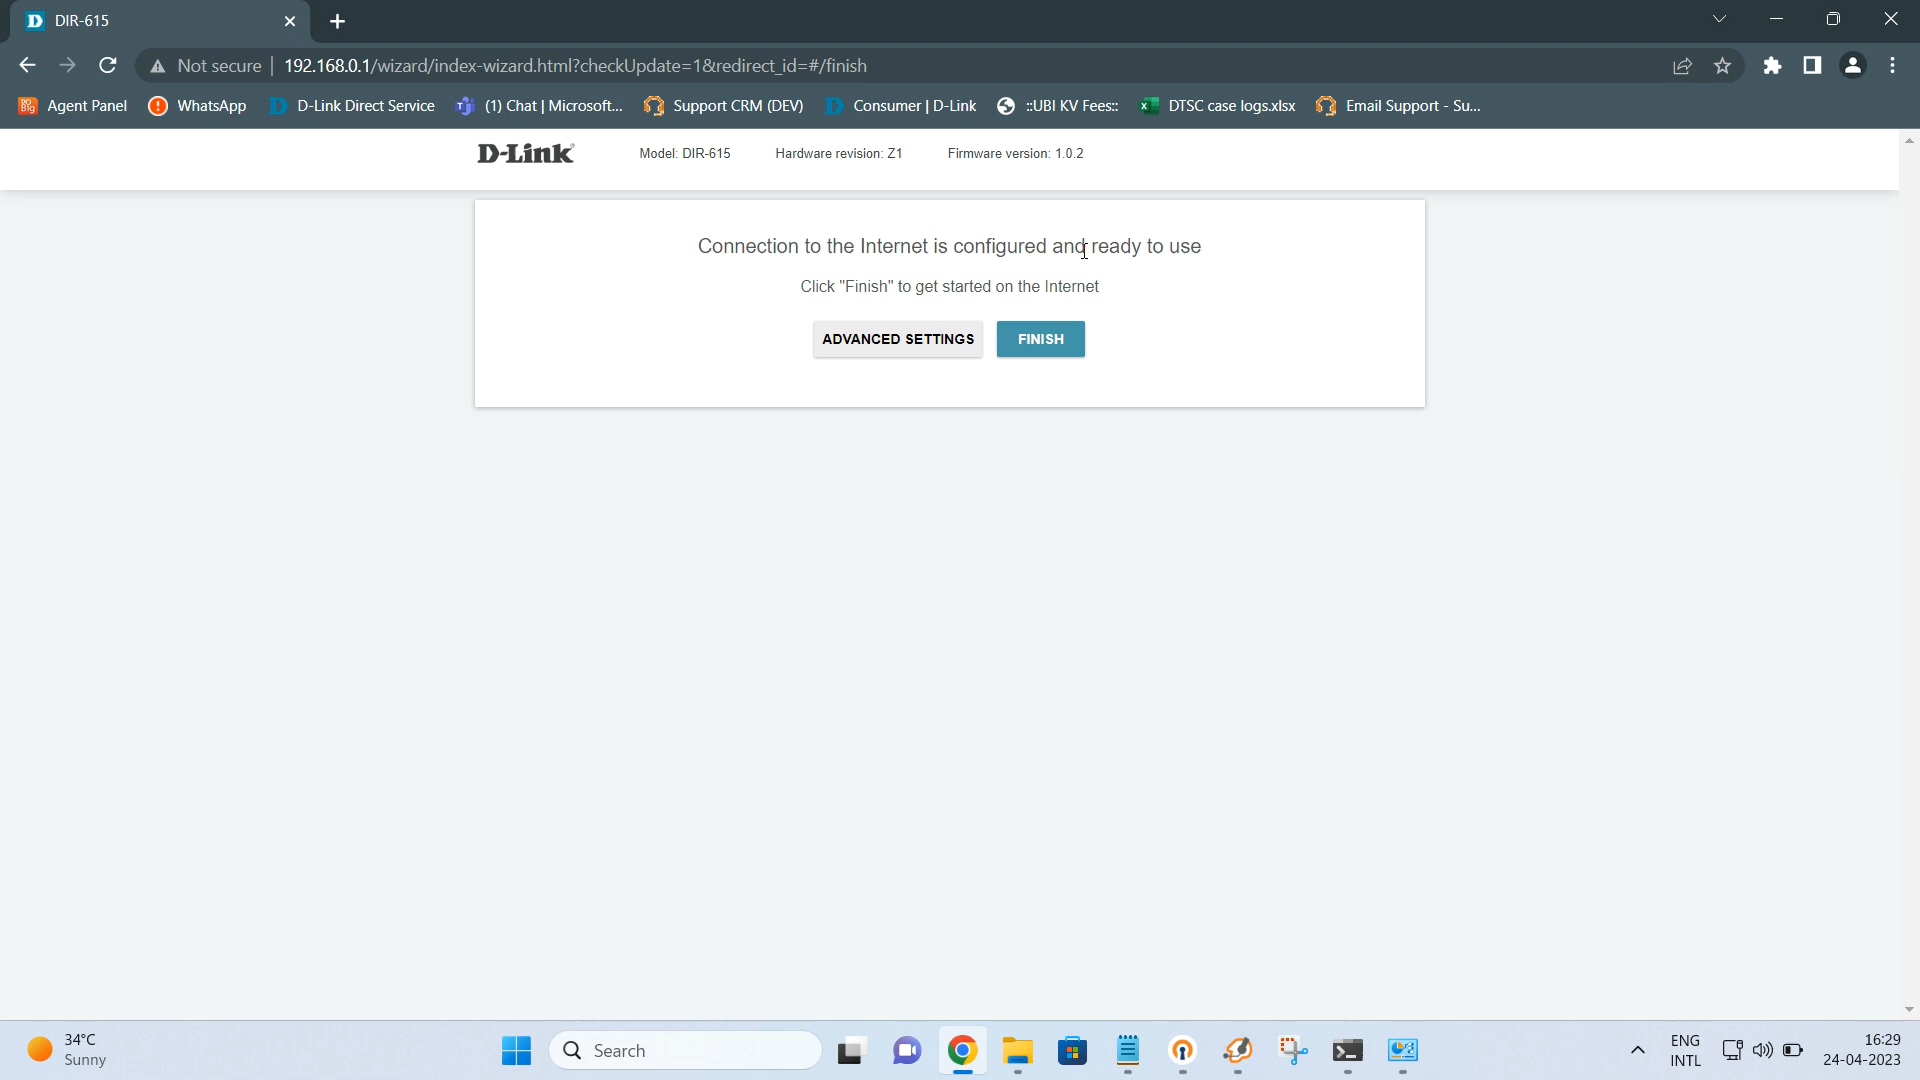 DIR-615
Not secure | 192.168.0.1/wizard/index-wizard.html?checkUpdate=1&redirect_id=#/finish
Agent Panel WhatsApp D-Link Direct Service (1) Chat | Microsoft... Support CRM (DEV) Consumer | D-Link ::UBI KV Fees:: DTSC case logs.xlsx Email Support - Su...
D-Link Model: DIR-615 Hardware revision: Z1 Firmware version: 1.0.2
Connection to the Internet is configured and ready to use
Click "Finish" to get started on the Internet
ADVANCED SETTINGS FINISH
34°C
Sunny
Search
ENG
INTL
16:29
24-04-2023